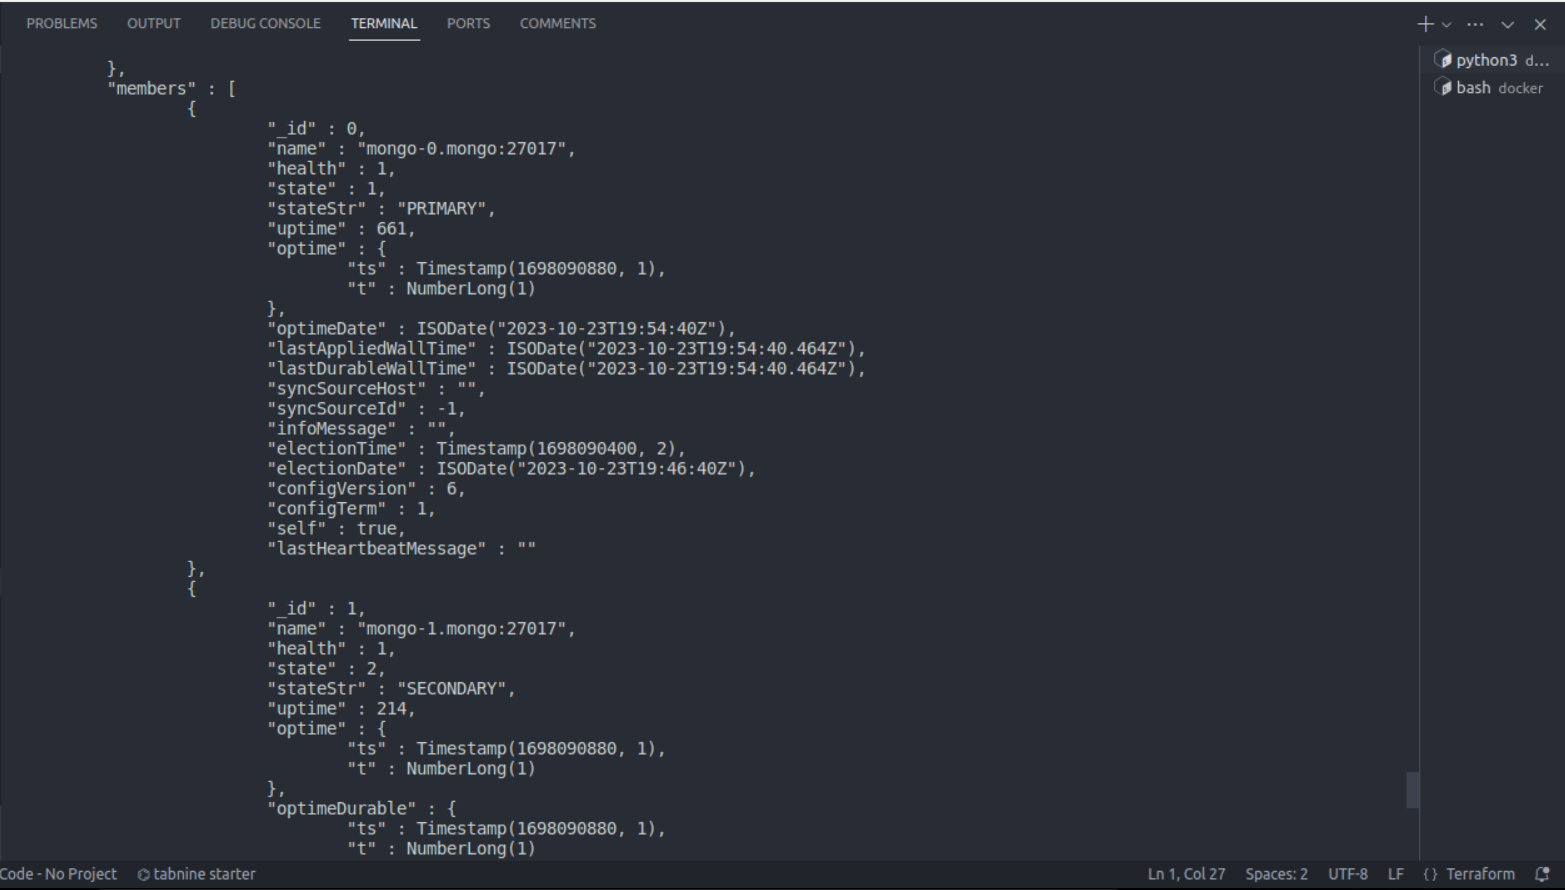 PROBLEMS OUTPUT DEBUG CONSOLE TERMINAL PORTS COMMENTS
},
"members" : [
{
"_id" : 0,
"name" : "mongo-0.mongo:27017",
"health" : 1,
"state" : 1,
"stateStr" : "PRIMARY",
"uptime" : 661,
"optime" : {
"ts" : Timestamp(1698090880, 1),
"t" : NumberLong(1)
},
"optimeDate" : ISODate("2023-10-23T19:54:40Z"),
"lastAppliedWallTime" : ISODate("2023-10-23T19:54:40.464Z"),
"lastDurableWallTime" : ISODate("2023-10-23T19:54:40.464Z"),
"syncSourceHost" : "",
"syncSourceId" : -1,
"infoMessage" : "",
"electionTime" : Timestamp(1698090400, 2),
"electionDate" : ISODate("2023-10-23T19:46:40Z"),
"configVersion" : 6,
"configTerm" : 1,
"self" : true,
"lastHeartbeatMessage" : ""
},
{
"_id" : 1,
"name" : "mongo-1.mongo:27017",
"health" : 1,
"state" : 2,
"stateStr" : "SECONDARY",
"uptime" : 214,
"optime" : {
"ts" : Timestamp(1698090880, 1),
"t" : NumberLong(1)
},
"optimeDurable" : {
"ts" : Timestamp(1698090880, 1),
"t" : NumberLong(1)
python3 d...
bash docker
Code - No Project tabnine starter Ln 1, Col 27 Spaces: 2 UTF-8 LF {} Terraform